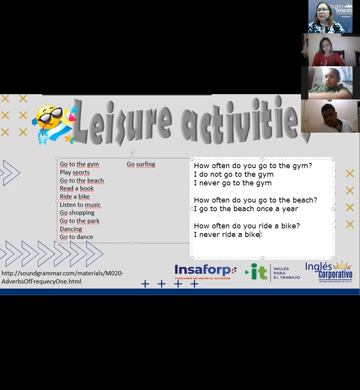 Leisure activities
Go to the gym
Go surfing
Play sports
Go to the beach
Read a book
Ride a bike
Listen to music
Go shopping
Go to the park
Dancing
Go to dance
How often do you go to the gym?
I do not go to the gym
I never go to the gym
How often do you go to the beach?
I go to the beach once a year
How often do you ride a bike?
I never ride a bike
http://soundgrammar.com/materials/M020-
AdverbsOfFrequecyOne.html
Insaforp
it
INGLÉS
PARA EL
TRABAJO
Inglés
Corporativo